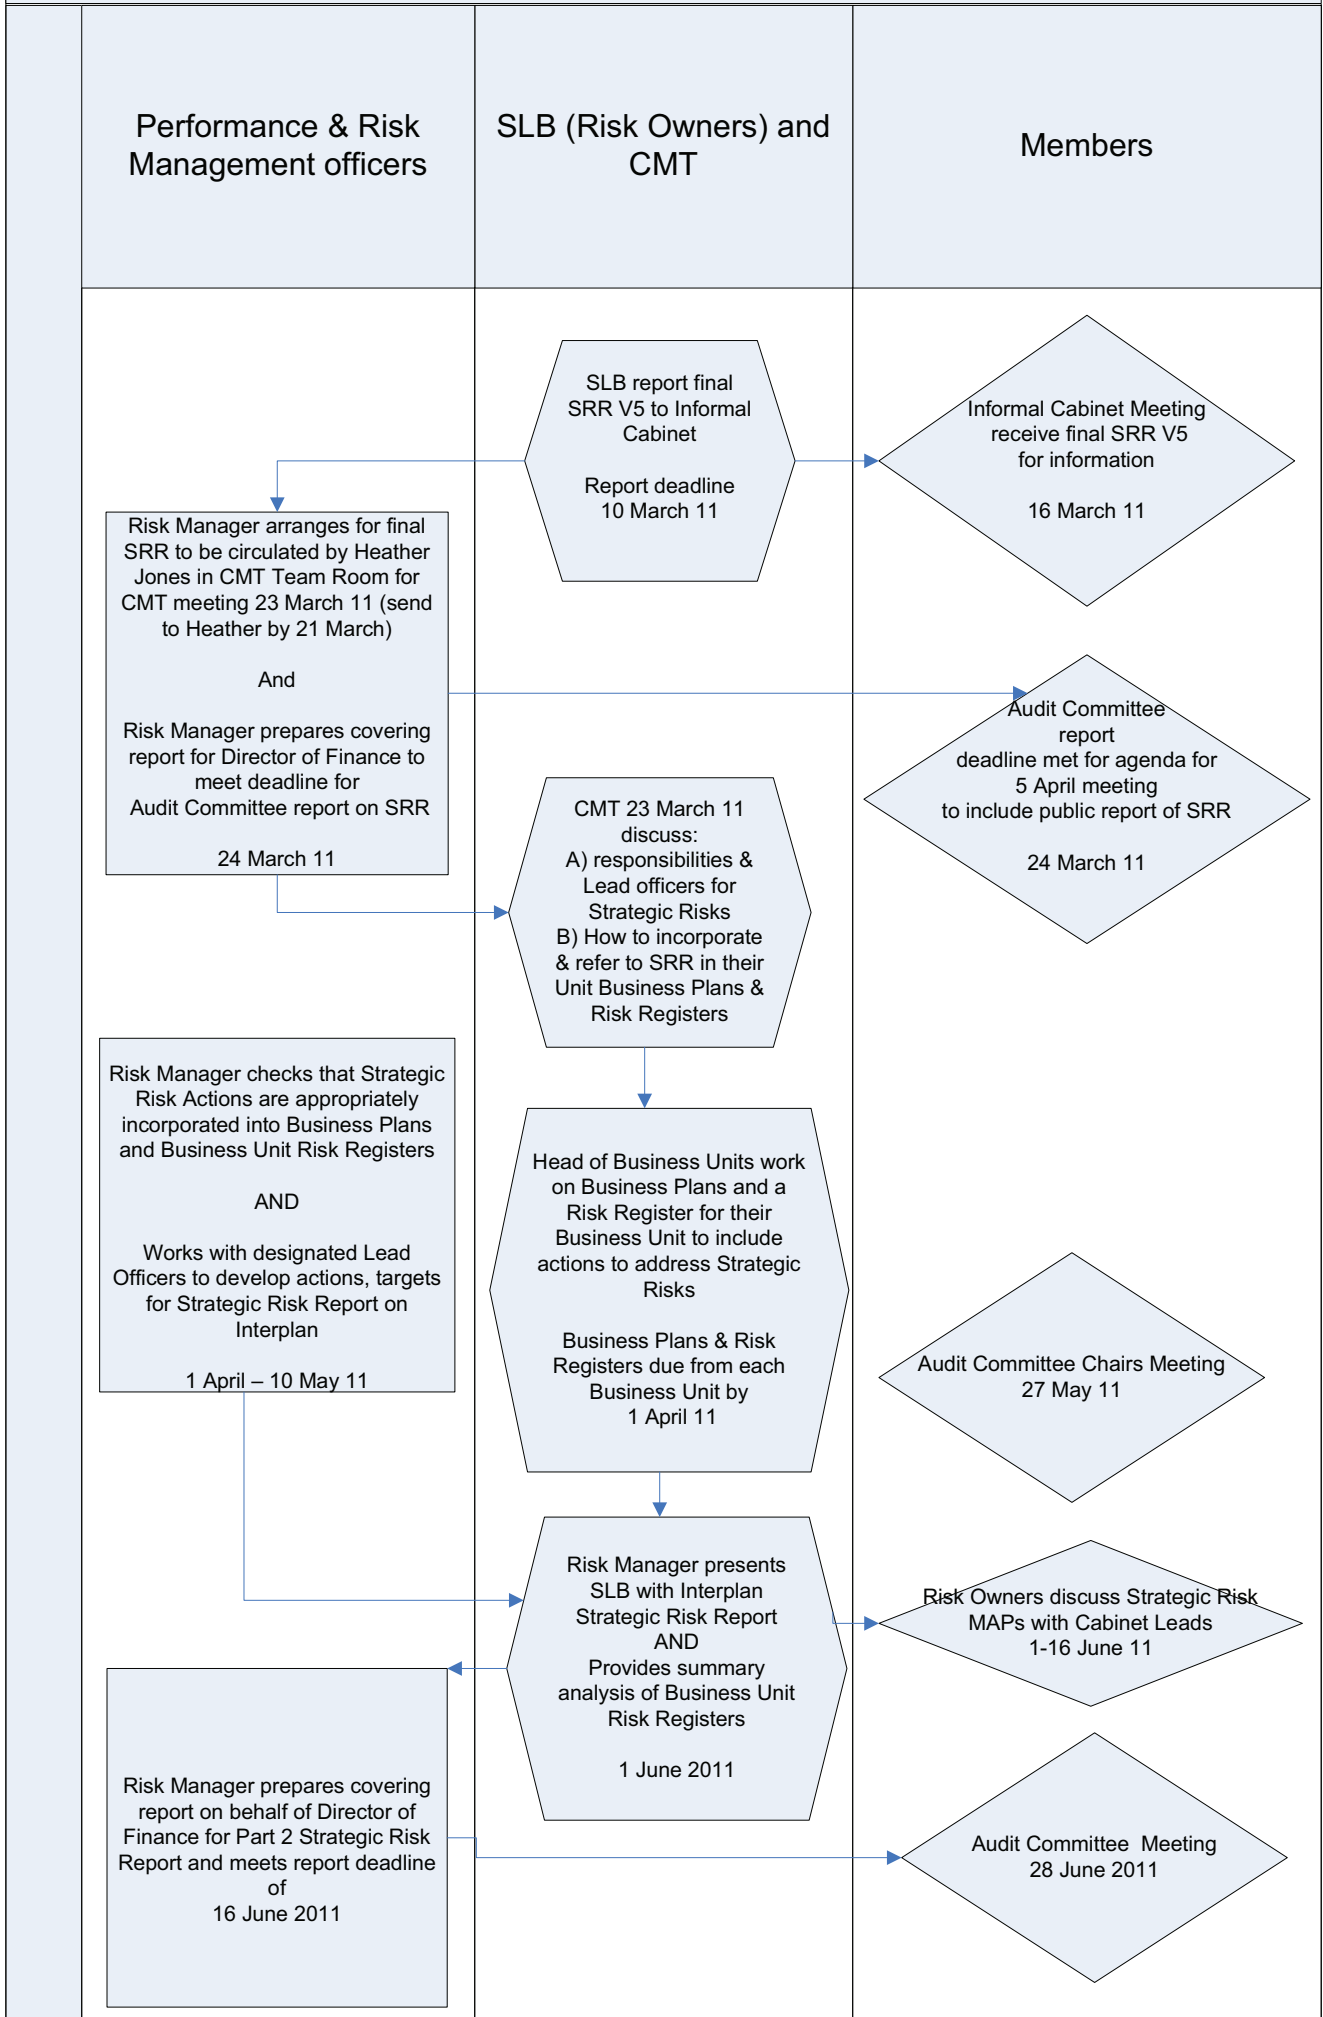 Performance & Risk
Management officers
SLB (Risk Owners) and
CMT
Members
SLB report final
SRR V5 to Informal
Cabinet
Report deadline
10 March 11
Informal Cabinet Meeting
receive final SRR V5
for information
16 March 11
Risk Manager arranges for final
SRR to be circulated by Heather
Jones in CMT Team Room for
CMT meeting 23 March 11 (send
to Heather by 21 March)
And
Risk Manager prepares covering
report for Director of Finance to
meet deadline for
Audit Committee report on SRR
24 March 11
Audit Committee
report
deadline met for agenda for
5 April meeting
to include public report of SRR
24 March 11
CMT 23 March 11
discuss:
A) responsibilities &
Lead officers for
Strategic Risks
B) How to incorporate
& refer to SRR in their
Unit Business Plans &
Risk Registers
Risk Manager checks that Strategic
Risk Actions are appropriately
incorporated into Business Plans
and Business Unit Risk Registers
AND
Works with designated Lead
Officers to develop actions, targets
for Strategic Risk Report on
Interplan
1 April – 10 May 11
Head of Business Units work
on Business Plans and a
Risk Register for their
Business Unit to include
actions to address Strategic
Risks
Business Plans & Risk
Registers due from each
Business Unit by
1 April 11
Audit Committee Chairs Meeting
27 May 11
Risk Manager presents
SLB with Interplan
Strategic Risk Report
AND
Provides summary
analysis of Business Unit
Risk Registers
1 June 2011
Risk Owners discuss Strategic Risk
MAPs with Cabinet Leads
1-16 June 11
Risk Manager prepares covering
report on behalf of Director of
Finance for Part 2 Strategic Risk
Report and meets report deadline
of
16 June 2011
Audit Committee  Meeting
28 June 2011